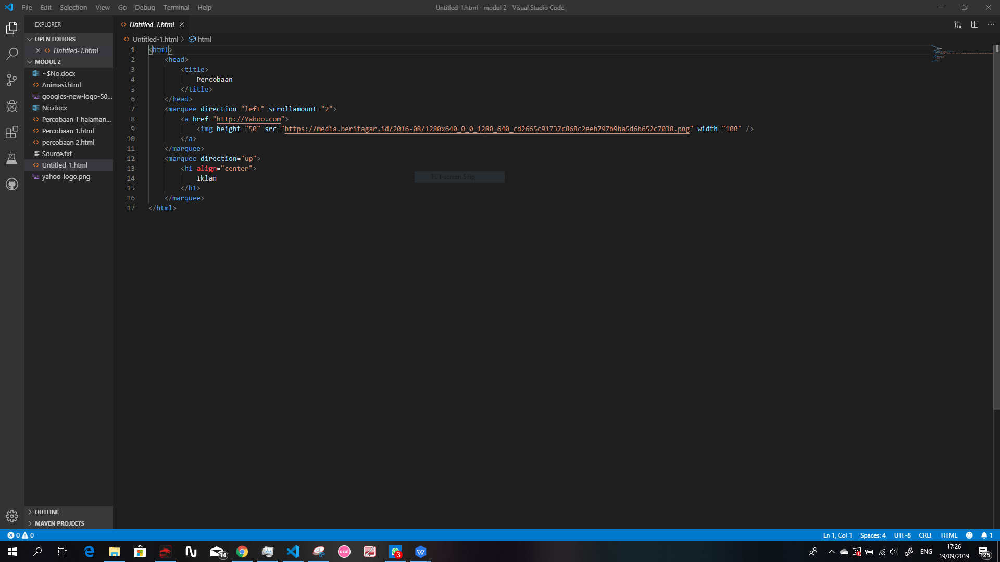 File Edit Selection View Go Debug Terminal Help
Untitled-1.html - modul 2 - Visual Studio Code
EXPLORER
OPEN EDITORS
Untitled-1.html
MODUL 2
~$No.docx
Animasi.html
googles-new-logo-50...
No.docx
Percobaan 1 halaman...
Percobaan 1.html
percobaan 2.html
Source.txt
Untitled-1.html
yahoo_logo.png
OUTLINE
MAVEN PROJECTS
Untitled-1.html
Untitled-1.html > html
1 <html>
2 <head>
3 <title>
4 Percobaan
5 </title>
6 </head>
7 <marquee direction="left" scrollamount="2">
8 <a href="http://Yahoo.com">
9 <img height="50" src="https://media.beritagar.id/2016-08/1280x640_0_0_1280_640_cd2665c91737c868c2eeb797b9ba5d6b652c7038.png" width="100" />
10 </a>
11 </marquee>
12 <marquee direction="up">
13 <h1 align="center">
14 Iklan
15 </h1>
16 </marquee>
17 </html>
Full-screen Snip
0 0
Ln 1, Col 1 Spaces: 4 UTF-8 CRLF HTML 1
14 osu! 3
ENG
17:26
19/09/2019
25